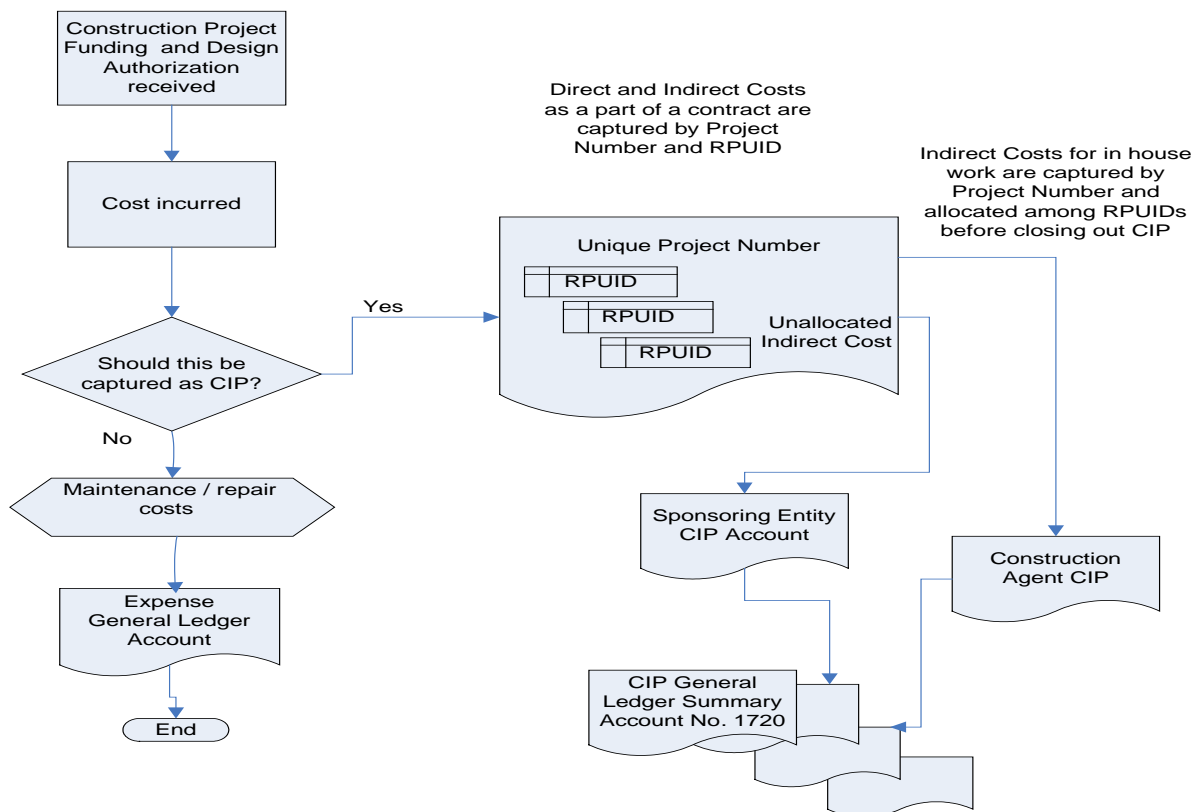 Construction Project
Funding and Design
Authorization
received
Direct and Indirect Costs
as a part of a contract are
captured by Project
Number and RPUID
Indirect Costs for in house
work are captured by
Project Number and
allocated among RPUIDs
before closing out CIP
Cost incurred
Unique Project Number
RPUID
RPUID
RPUID
Unallocated
Indirect Cost
Yes
Should this be
captured as CIP?
No
Maintenance / repair
costs
Sponsoring Entity
CIP Account
Construction
Agent CIP
Expense
General Ledger
Account
CIP General
Ledger Summary
Account No. 1720
End